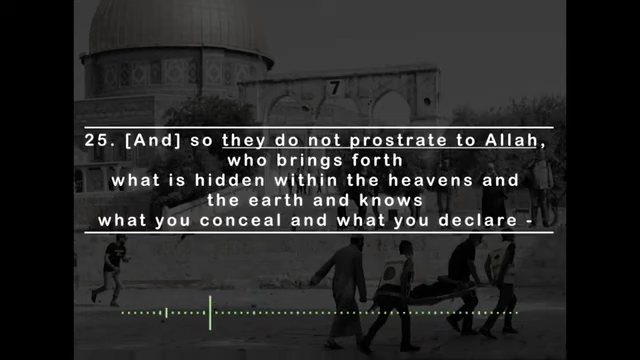 7
25. [And] so they do not prostrate to Allah,
who brings forth
what is hidden within the heavens and
the earth and knows
what you conceal and what you declare -